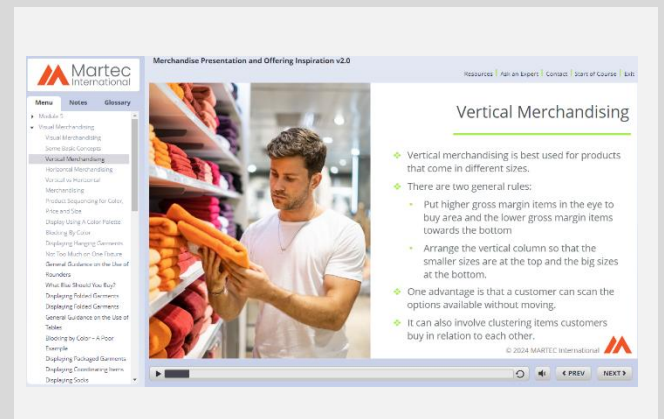 Martec
International
Merchandise Presentation and Offering Inspiration v2.0
Resources | Ask an Expert | Contact | Start of Course | Exit
Menu Notes Glossary
Module 5
Visual Merchandising
Visual Merchandising
Some Basic Concepts
Vertical Merchandising
Horizontal Merchandising
Vertical to Horizontal
Merchandising
Product Sequencing for Color,
Price and Size
Display Using A Color Palette
Blocking By Color
Displaying Hanging Garments
Not Too Much on One Fixture
General Guidance on the Use of
Rounders
What Else Should You Buy?
Displaying Folded Garments
Displaying Folded Garments
General Guidance on the Use of
Tables
Blocking by Color – A Poor
Example
Displaying Packaged Garments
Displaying Coordinating Items
Displaying Socks
Vertical Merchandising
Vertical merchandising is best used for products
that come in different sizes.
There are two general rules:
Put higher gross margin items in the eye to
buy area and the lower gross margin items
towards the bottom
Arrange the vertical column so that the
smaller sizes are at the top and the big sizes
at the bottom.
One advantage is that a customer can scan the
options available without moving.
It can also involve clustering items customers
buy in relation to each other.
© 2024 MARTEC International
PREV NEXT